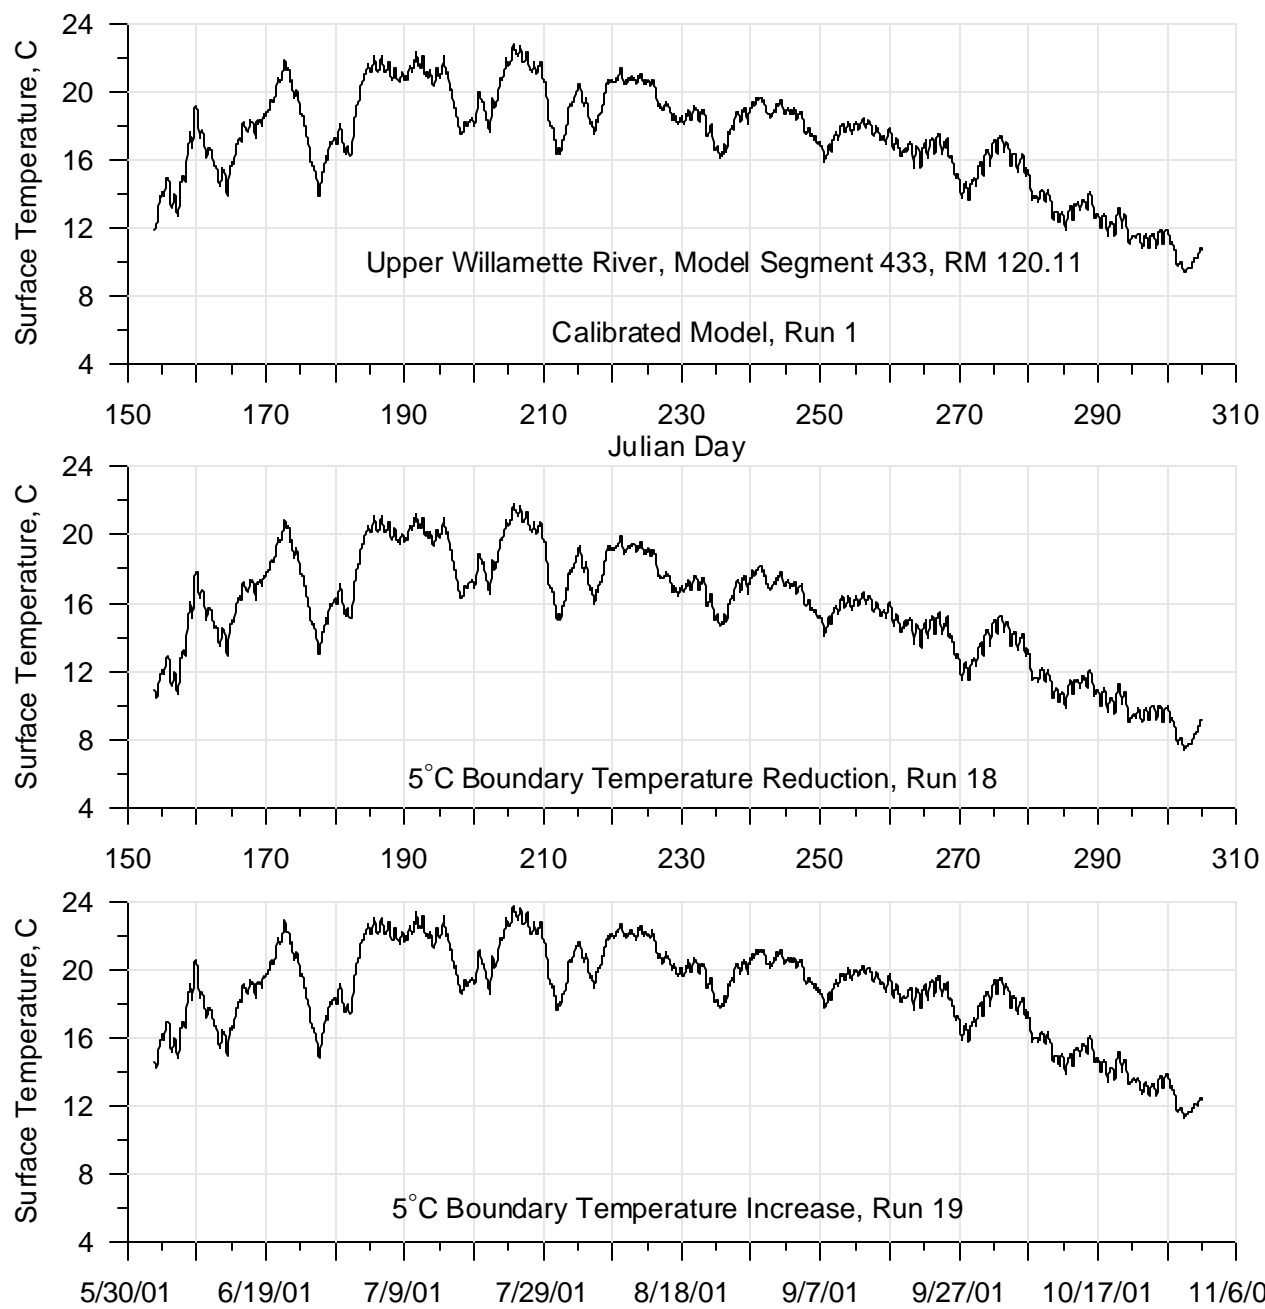 24
20
16
12
8
4
Surface Temperature, C
Upper Willamette River, Model Segment 433, RM 120.11
Calibrated Model, Run 1
150 170 190 210 230 250 270 290 310
Julian Day
24
20
16
12
8
4
Surface Temperature, C
5°C Boundary Temperature Reduction, Run 18
150 170 190 210 230 250 270 290 310
24
20
16
12
8
4
Surface Temperature, C
5°C Boundary Temperature Increase, Run 19
5/30/01 6/19/01 7/9/01 7/29/01 8/18/01 9/7/01 9/27/01 10/17/01 11/6/0